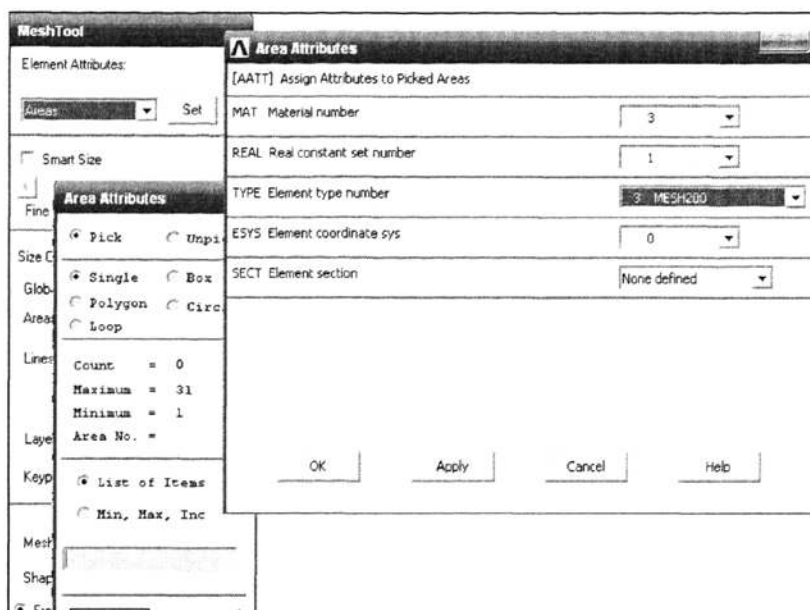 MeshTool
Element Attributes:
Areas
Set
Smart Size
Fine
Size
Glob
Areas
Lines
Laye
Keyp
Mesh
Shap
Area Attributes
Pick
Unpi
Single
Box
Polygon
Circ
Loop
Count = 0
Maximum = 31
Minimum = 1
Area No. =
List of Items
Min, Max, Inc
Area Attributes
[AATT] Assign Attributes to Picked Areas
MAT Material number 3
REAL Real constant set number 1
TYPE Element type number 3 MESH200
ESYS Element coordinate sys 0
SECT Element section None defined
OK Apply Cancel Help